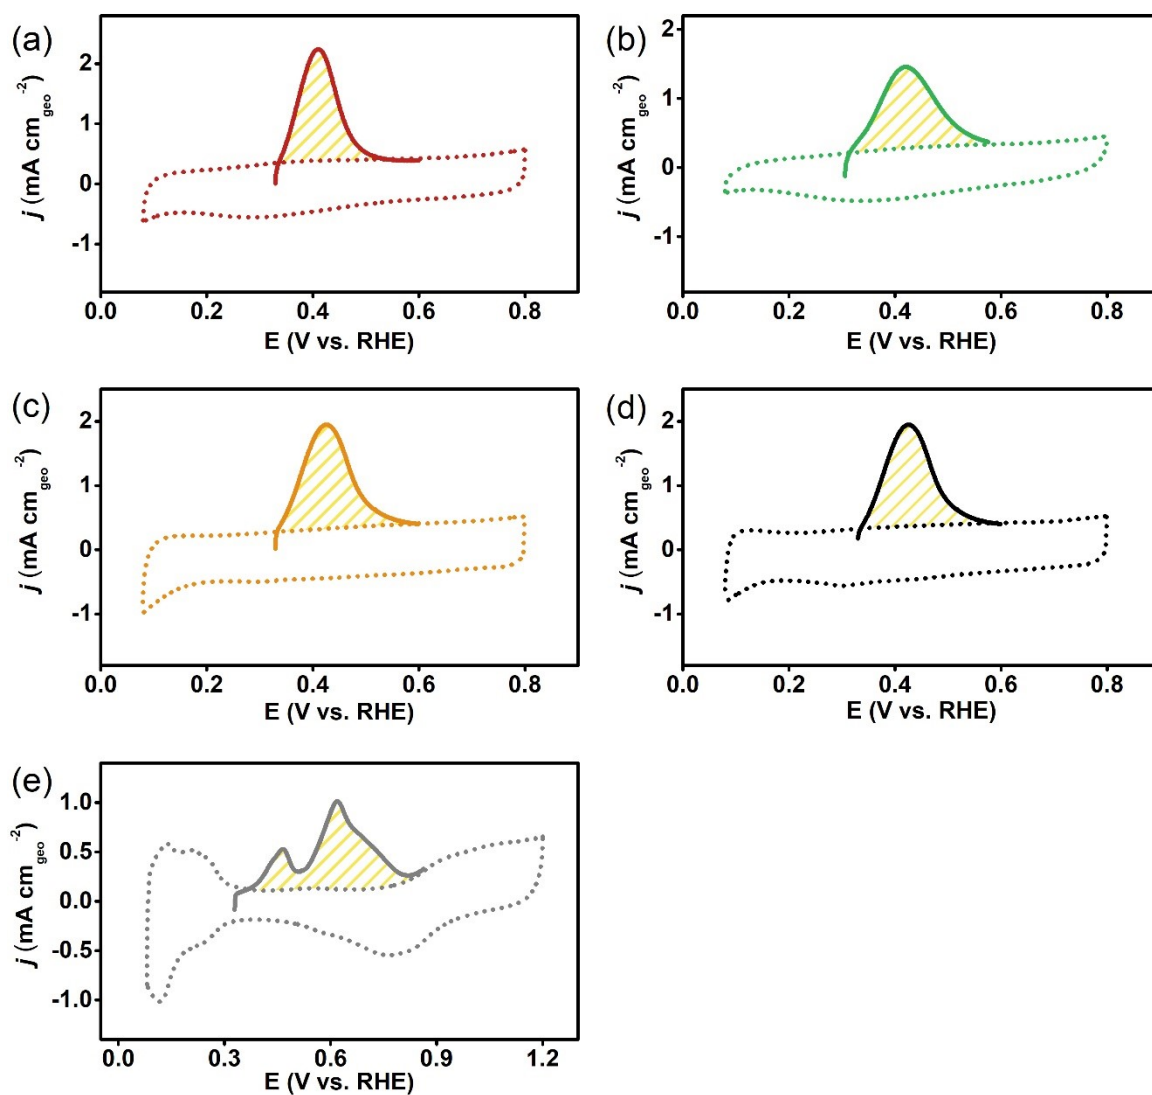 (a)
j (mA cm_geo^-2)
2
1
0
-1
0.0 0.2 0.4 0.6 0.8
E (V vs. RHE)
(b)
j (mA cm_geo^-2)
2
1
0
-1
0.0 0.2 0.4 0.6 0.8
E (V vs. RHE)
(c)
j (mA cm_geo^-2)
2
1
0
-1
0.0 0.2 0.4 0.6 0.8
E (V vs. RHE)
(d)
j (mA cm_geo^-2)
2
1
0
-1
0.0 0.2 0.4 0.6 0.8
E (V vs. RHE)
(e)
j (mA cm_geo^-2)
1.0
0.5
0.0
-0.5
-1.0
0.0 0.3 0.6 0.9 1.2
E (V vs. RHE)